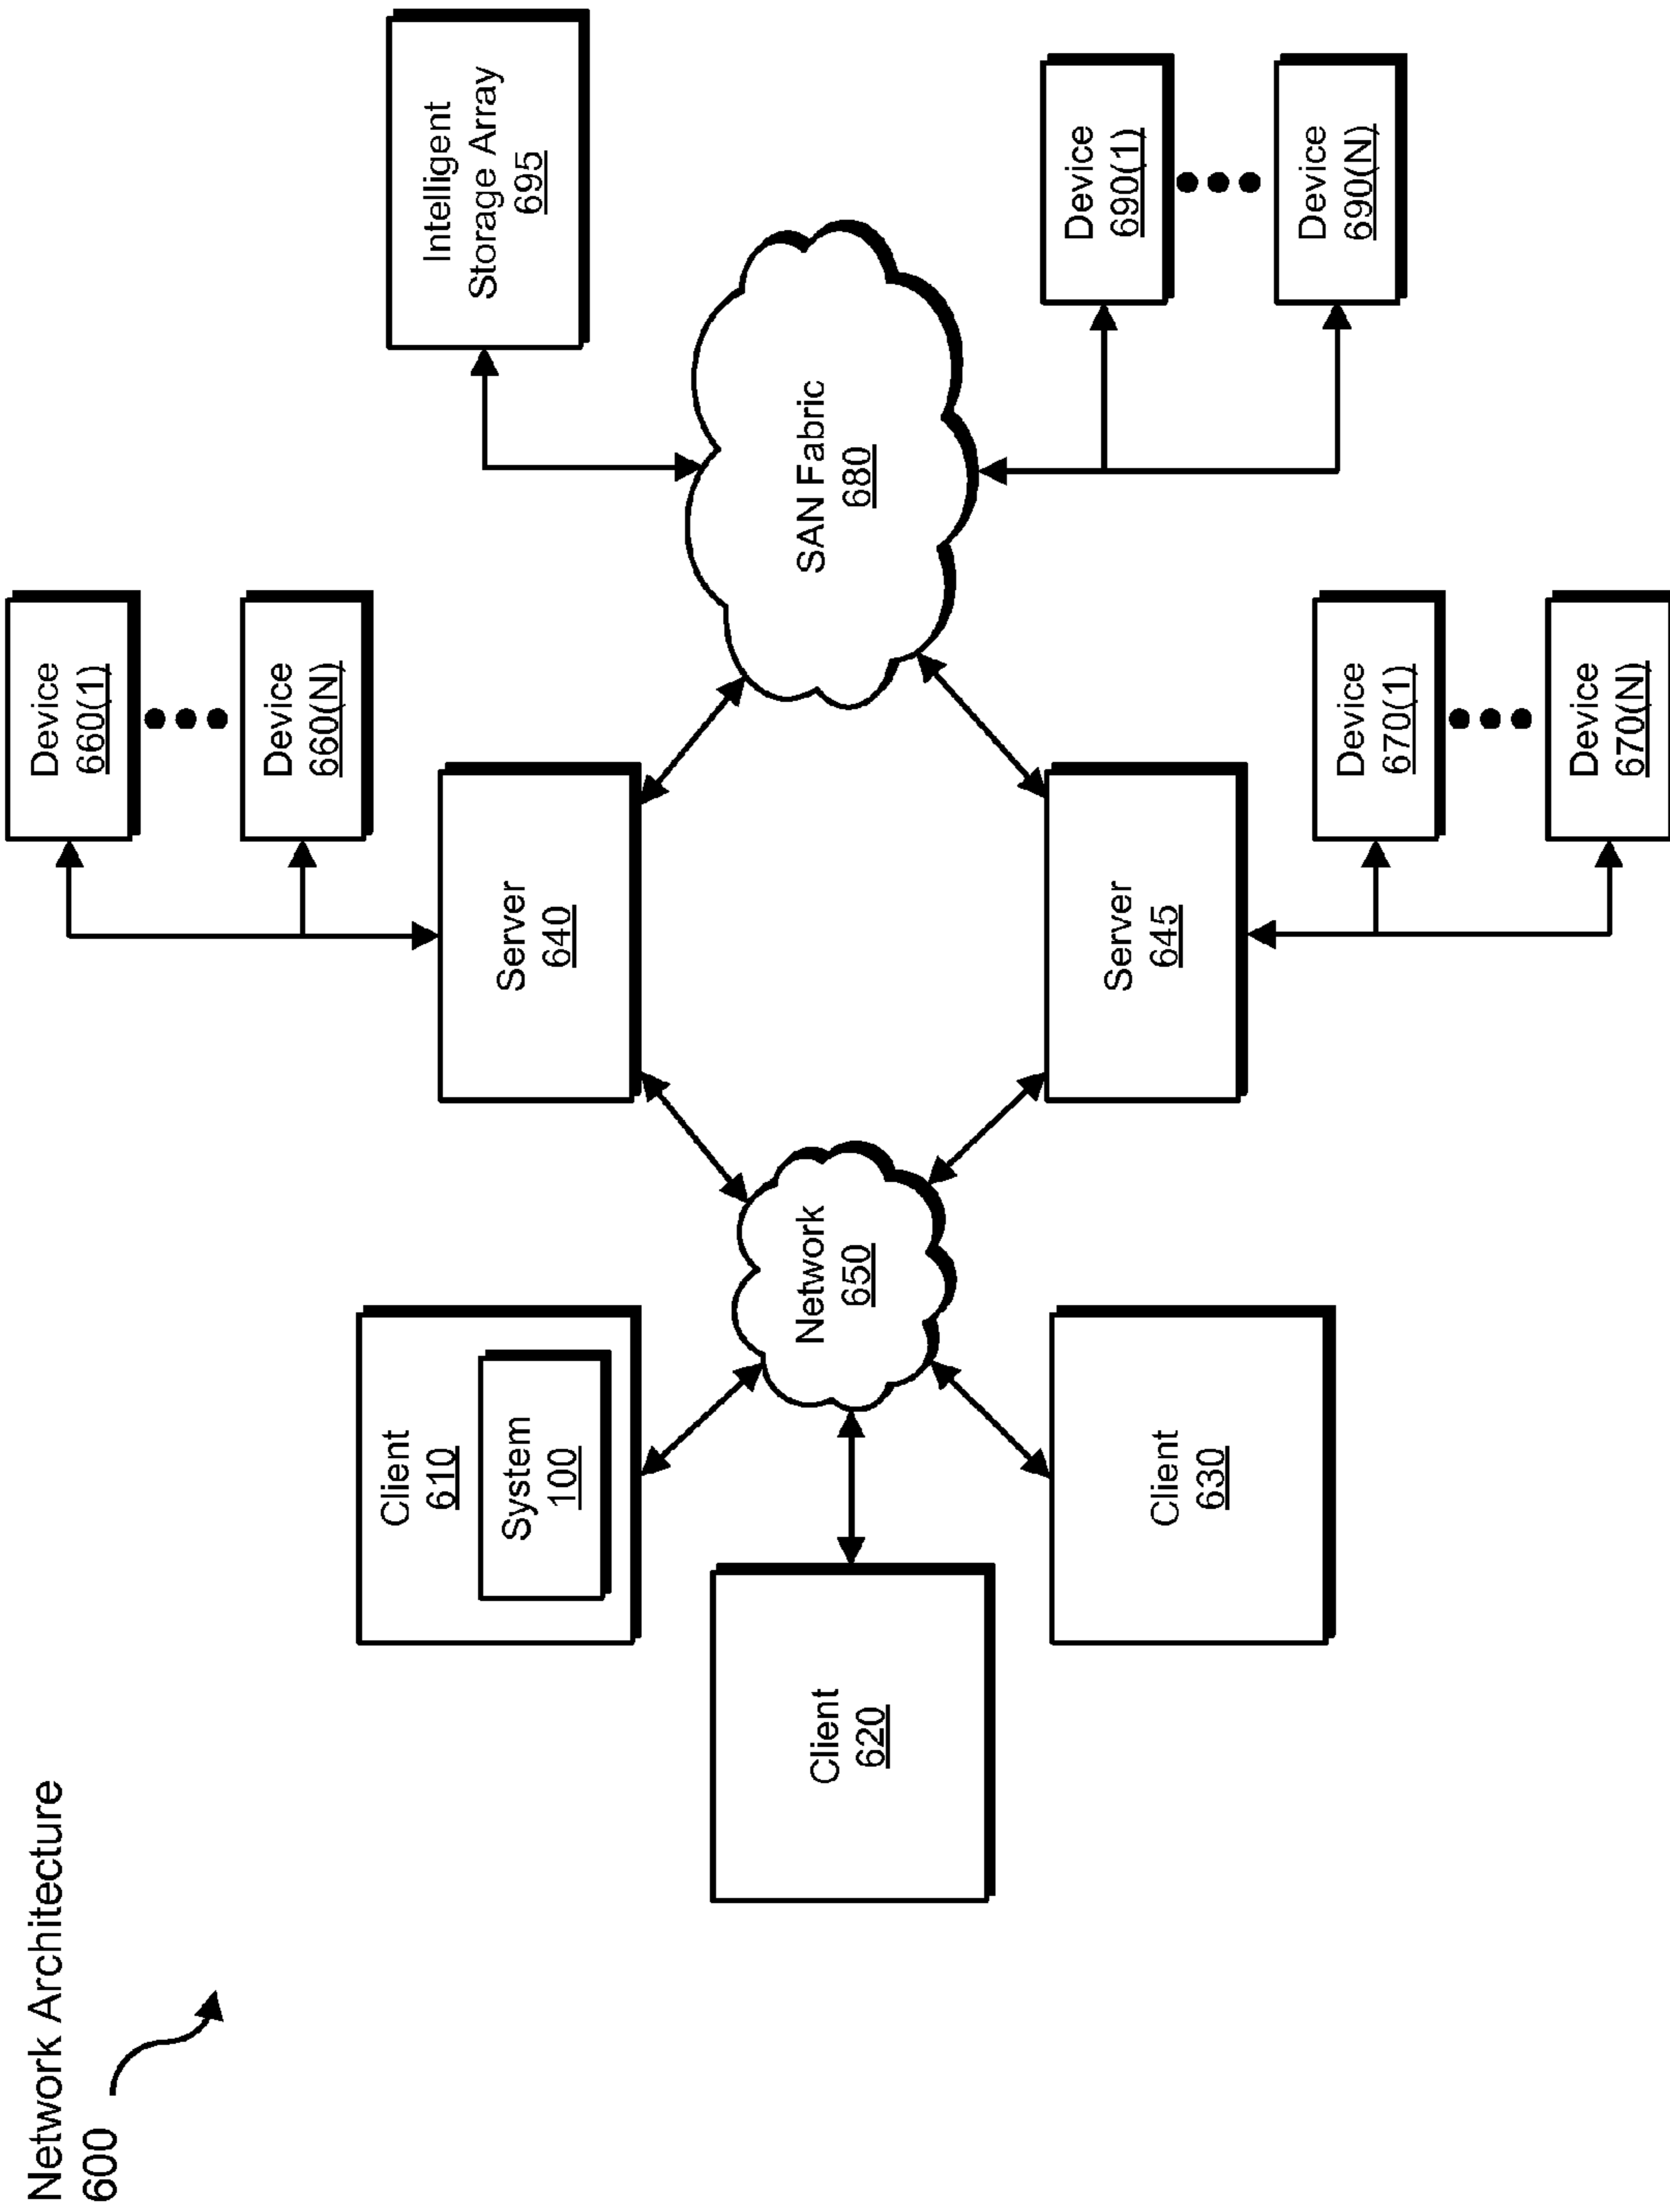 Network Architecture
600
Device
660(1)
Device
660(N)
Intelligent
Storage Array
695
Client
610
System
100
Server
640
Client
620
Network
650
SAN Fabric
680
Client
630
Server
645
Device
690(1)
Device
690(N)
Device
670(1)
Device
670(N)